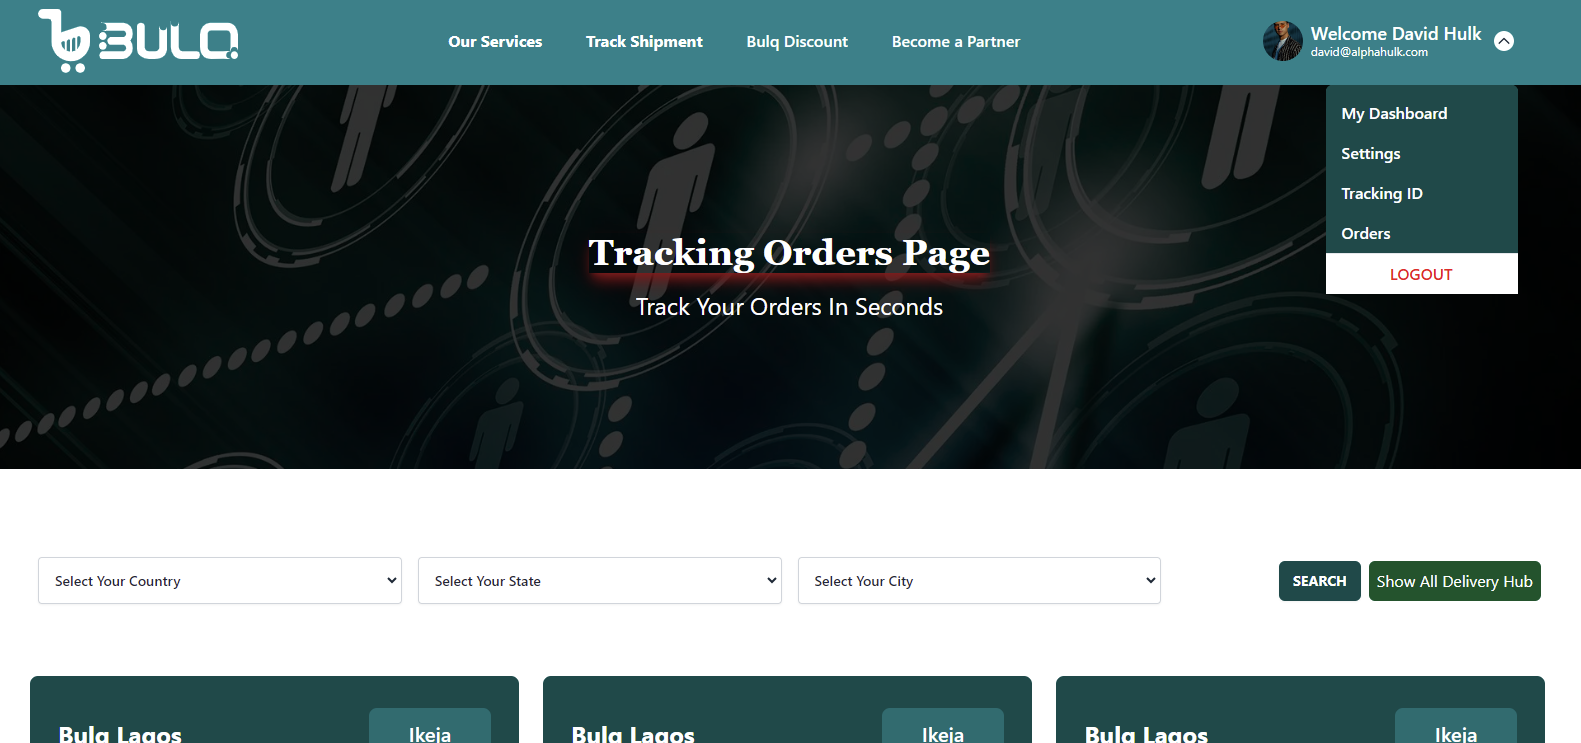 BULQ
Our Services
Track Shipment
Bulq Discount
Become a Partner
Welcome David Hulk
david@alphahulk.com
My Dashboard
Settings
Tracking ID
Orders
LOGOUT
Tracking Orders Page
Track Your Orders In Seconds
Select Your Country
Select Your State
Select Your City
SEARCH
Show All Delivery Hub
Bulq Lagos
Ikeja
Bulq Lagos
Ikeja
Bulq Lagos
Ikeja